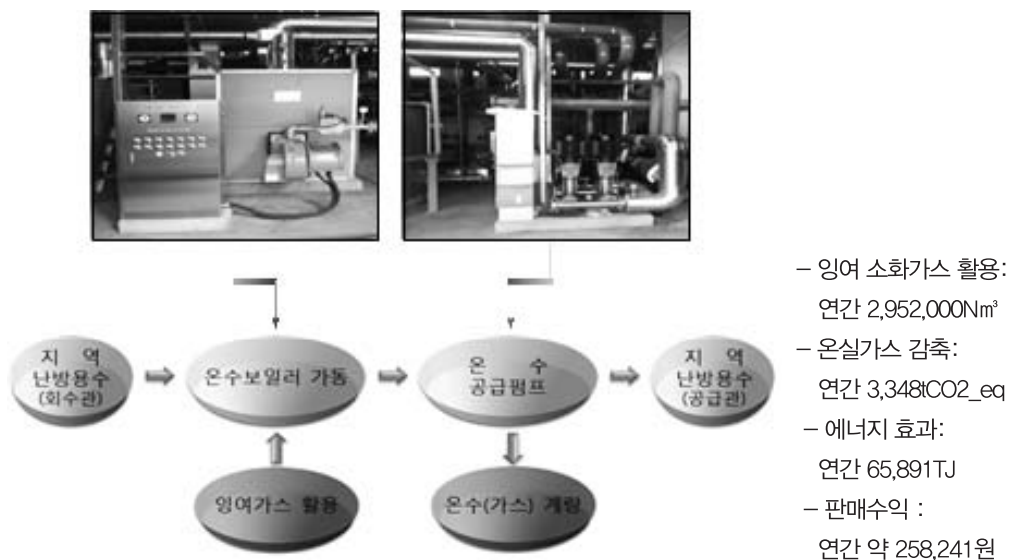 지 역
난방용수
(회수관)
온수보일러 가동
온 수
공급펌프
지 역
난방용수
(공급관)
잉여가스 활용
온수(가스) 계량
– 잉여 소화가스 활용:
연간 2,952,000N㎥
– 온실가스 감축:
연간 3,348tCO2_eq
– 에너지 효과:
연간 65,891TJ
– 판매수익 :
연간 약 258,241원